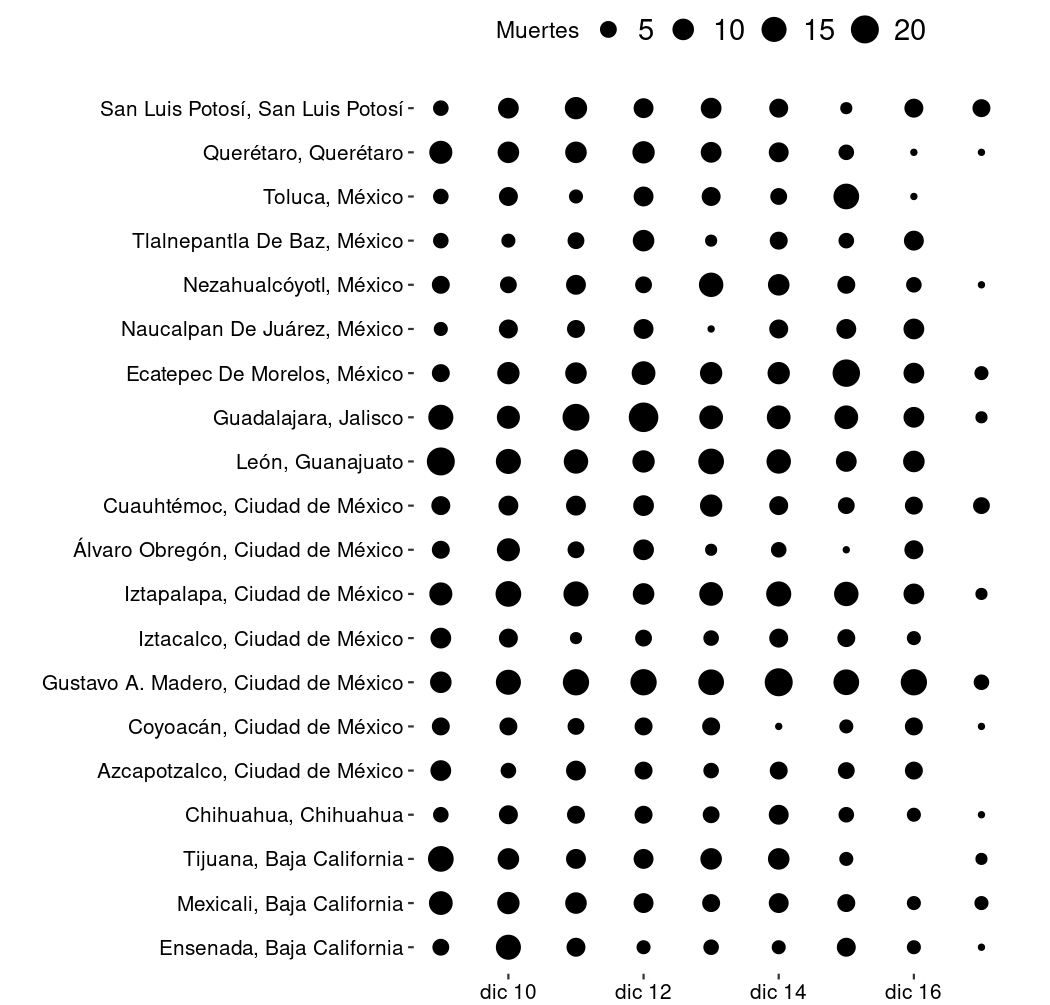 Muertes 5 10 15 20
San Luis Potosí, San Luis Potosí
Querétaro, Querétaro
Toluca, México
Tlalnepantla De Baz, México
Nezahualcóyotl, México
Naucalpan De Juárez, México
Ecatepec De Morelos, México
Guadalajara, Jalisco
León, Guanajuato
Cuauhtémoc, Ciudad de México
Álvaro Obregón, Ciudad de México
Iztapalapa, Ciudad de México
Iztacalco, Ciudad de México
Gustavo A. Madero, Ciudad de México
Coyoacán, Ciudad de México
Azcapotzalco, Ciudad de México
Chihuahua, Chihuahua
Tijuana, Baja California
Mexicali, Baja California
Ensenada, Baja California
dic 10 dic 12 dic 14 dic 16